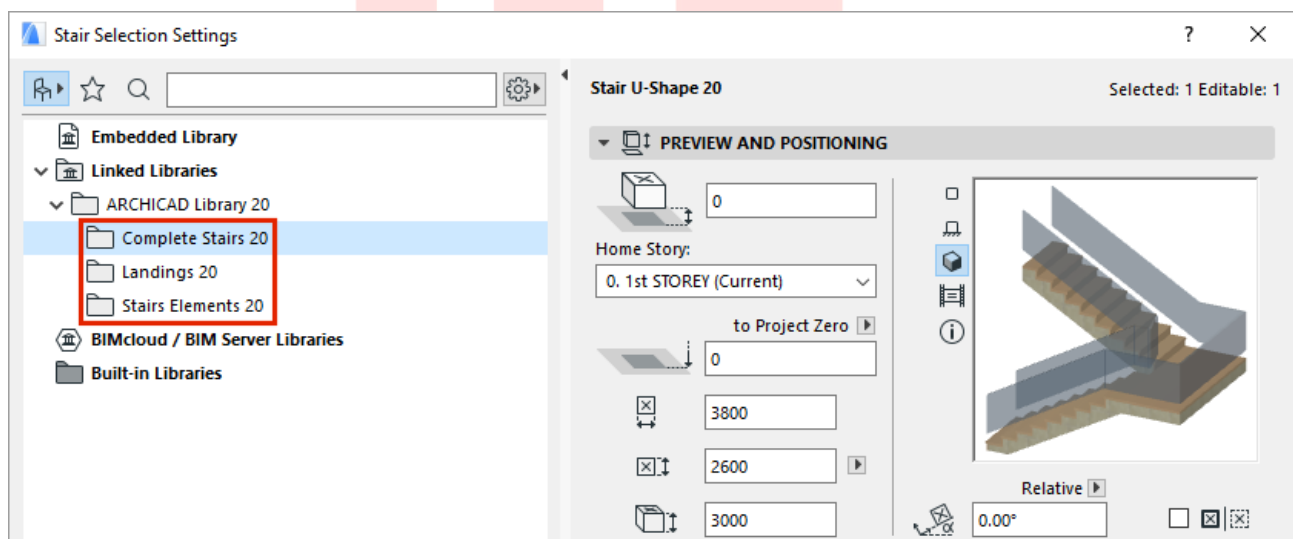 Stair Selection Settings
?
Stair U-Shape 20
Selected: 1 Editable: 1
Embedded Library
Linked Libraries
ARCHICAD Library 20
Complete Stairs 20
Landings 20
Stairs Elements 20
BIMcloud / BIM Server Libraries
Built-in Libraries
PREVIEW AND POSITIONING
0
Home Story:
0. 1st STOREY (Current)
to Project Zero
0
3800
2600
3000
Relative
α
0.00°